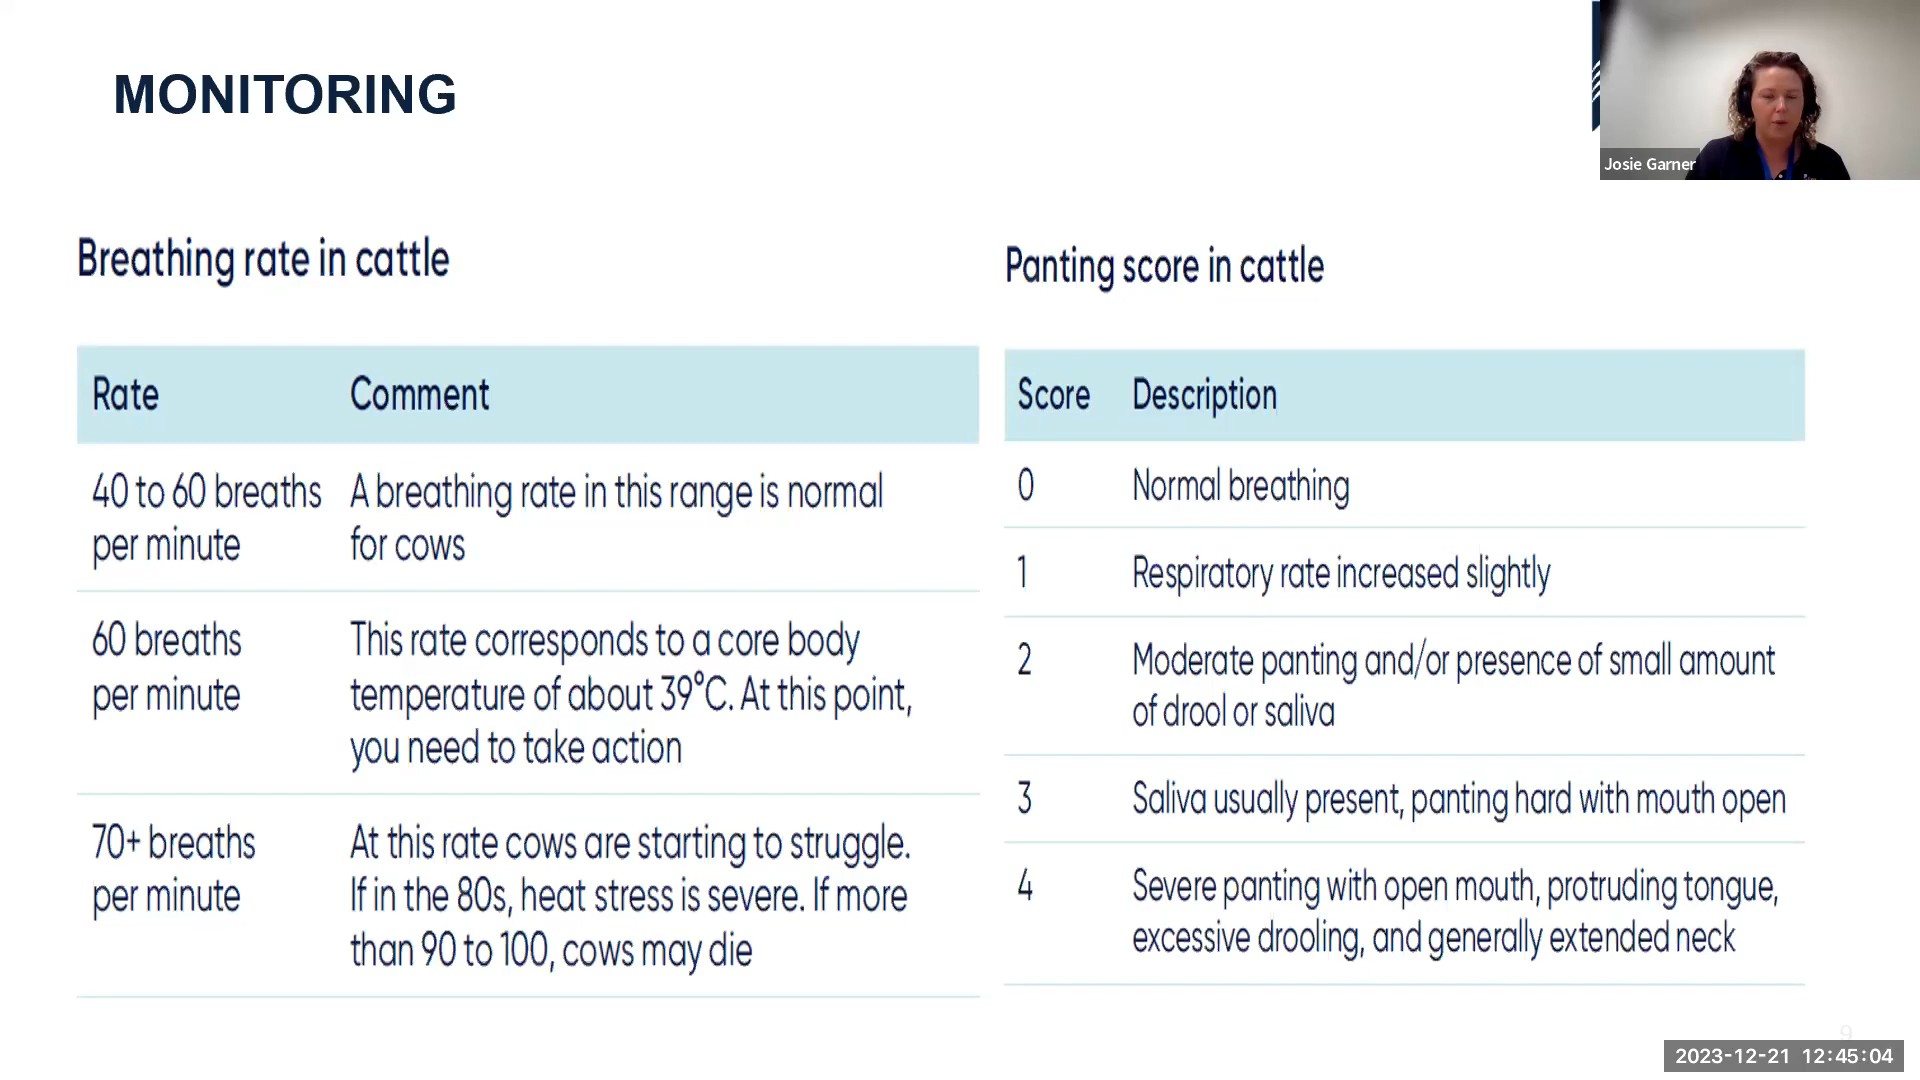 MONITORING
Josie Garner
Breathing rate in cattle
Rate Comment
40 to 60 breaths A breathing rate in this range is normal
per minute for cows
60 breaths This rate corresponds to a core body
per minute temperature of about 39°C. At this point,
you need to take action
70+ breaths At this rate cows are starting to struggle.
per minute If in the 80s, heat stress is severe. If more
than 90 to 100, cows may die
Panting score in cattle
Score Description
0 Normal breathing
1 Respiratory rate increased slightly
2 Moderate panting and/or presence of small amount
of drool or saliva
3 Saliva usually present, panting hard with mouth open
4 Severe panting with open mouth, protruding tongue,
excessive drooling, and generally extended neck
9
2023-12-21 12:45:04